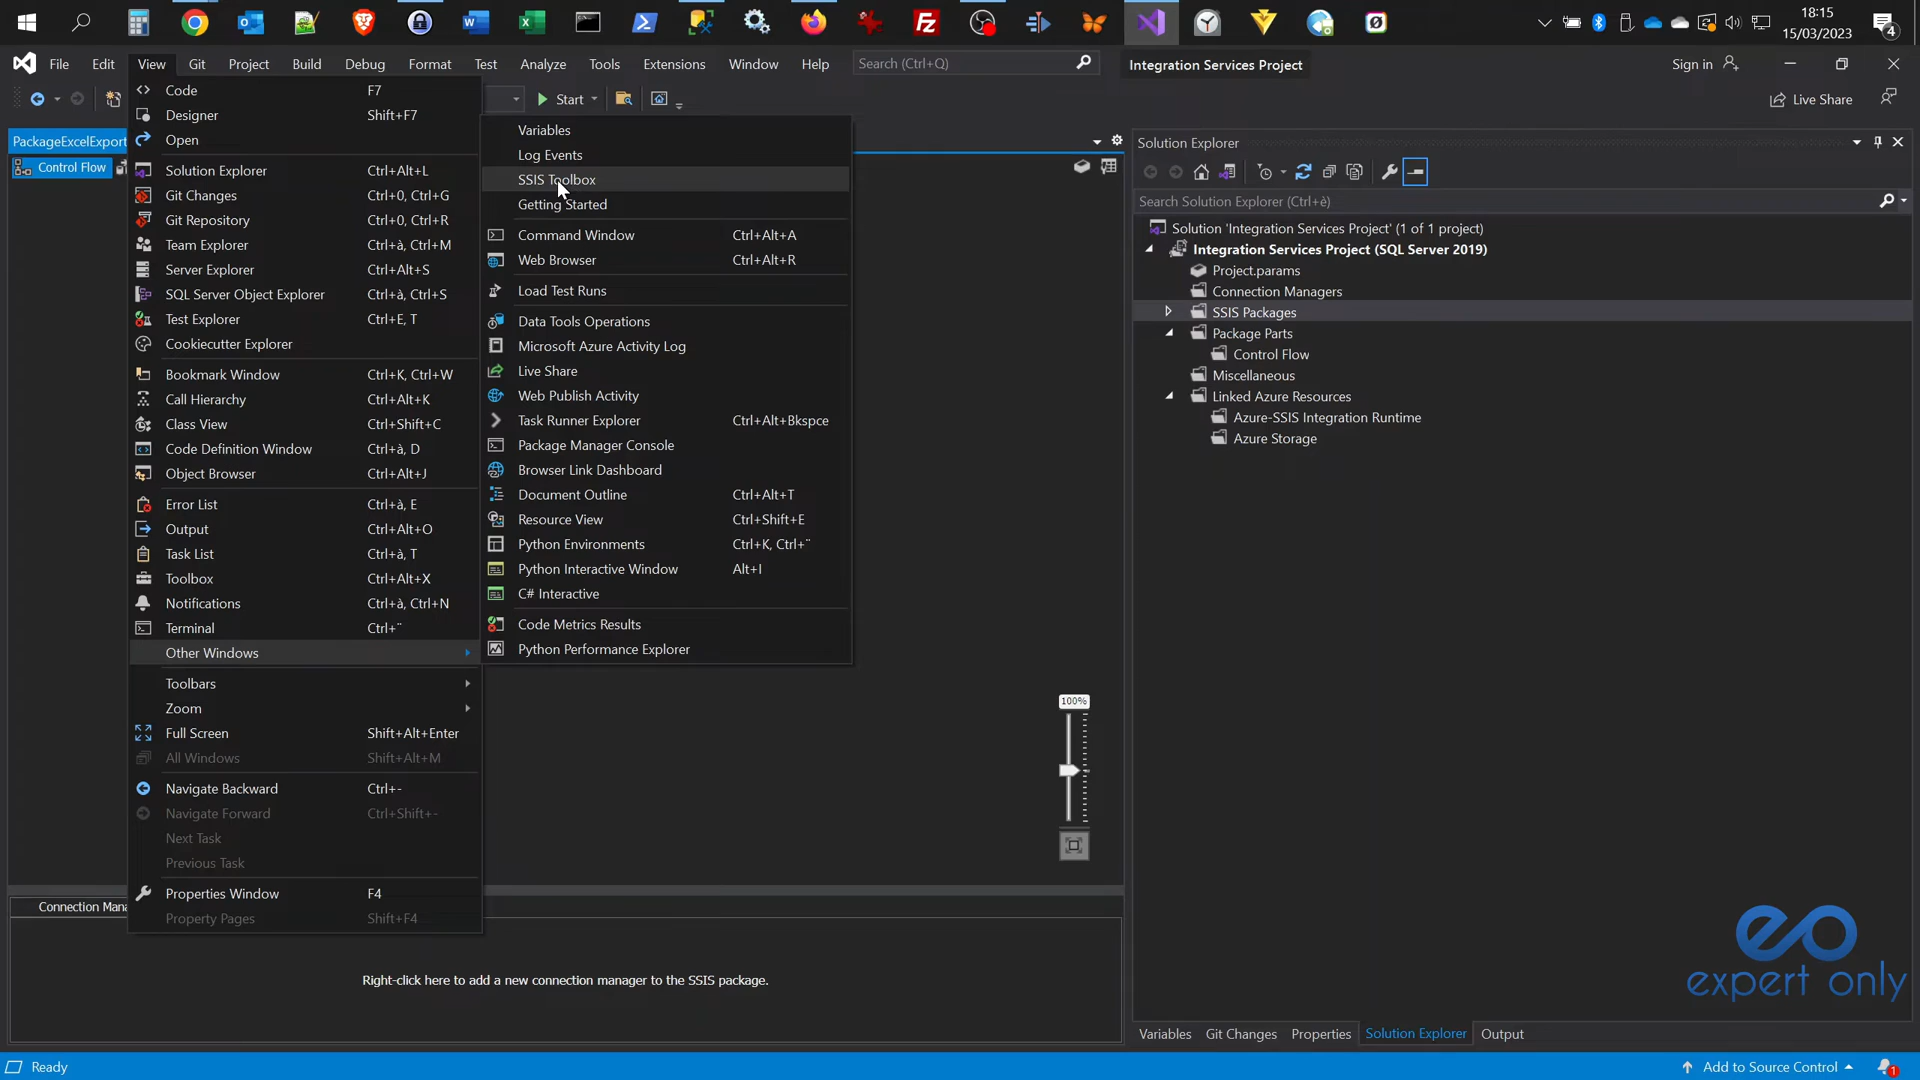 18:15
15/03/2023
4
File Edit View Git Project Build Debug Format Test Analyze Tools Extensions Window Help Search (Ctrl+Q) Integration Services Project Sign in
Start Live Share
PackageExcelExport
Control Flow
Code F7
Designer Shift+F7
Open
Solution Explorer Ctrl+Alt+L
Git Changes Ctrl+0, Ctrl+G
Git Repository Ctrl+0, Ctrl+R
Team Explorer Ctrl+à, Ctrl+M
Server Explorer Ctrl+Alt+S
SQL Server Object Explorer Ctrl+à, Ctrl+S
Test Explorer Ctrl+E, T
Cookiecutter Explorer
Bookmark Window Ctrl+K, Ctrl+W
Call Hierarchy Ctrl+Alt+K
Class View Ctrl+Shift+C
Code Definition Window Ctrl+à, D
Object Browser Ctrl+Alt+J
Error List Ctrl+à, E
Output Ctrl+Alt+O
Task List Ctrl+à, T
Toolbox Ctrl+Alt+X
Notifications Ctrl+à, Ctrl+N
Terminal Ctrl+¨
Other Windows
Toolbars
Zoom
Full Screen Shift+Alt+Enter
All Windows Shift+Alt+M
Navigate Backward Ctrl+-
Navigate Forward Ctrl+Shift+-
Next Task
Previous Task
Properties Window F4
Property Pages Shift+F4
Variables
Log Events
SSIS Toolbox
Getting Started
Command Window Ctrl+Alt+A
Web Browser Ctrl+Alt+R
Load Test Runs
Data Tools Operations
Microsoft Azure Activity Log
Live Share
Web Publish Activity
Task Runner Explorer Ctrl+Alt+Bkspce
Package Manager Console
Browser Link Dashboard
Document Outline Ctrl+Alt+T
Resource View Ctrl+Shift+E
Python Environments Ctrl+K, Ctrl+¨
Python Interactive Window Alt+I
C# Interactive
Code Metrics Results
Python Performance Explorer
100%
Connection Mana
Right-click here to add a new connection manager to the SSIS package.
Solution Explorer
Search Solution Explorer (Ctrl+è)
Solution 'Integration Services Project' (1 of 1 project)
Integration Services Project (SQL Server 2019)
Project.params
Connection Managers
SSIS Packages
Package Parts
Control Flow
Miscellaneous
Linked Azure Resources
Azure-SSIS Integration Runtime
Azure Storage
expert only
Variables Git Changes Properties Solution Explorer Output
Ready Add to Source Control 1